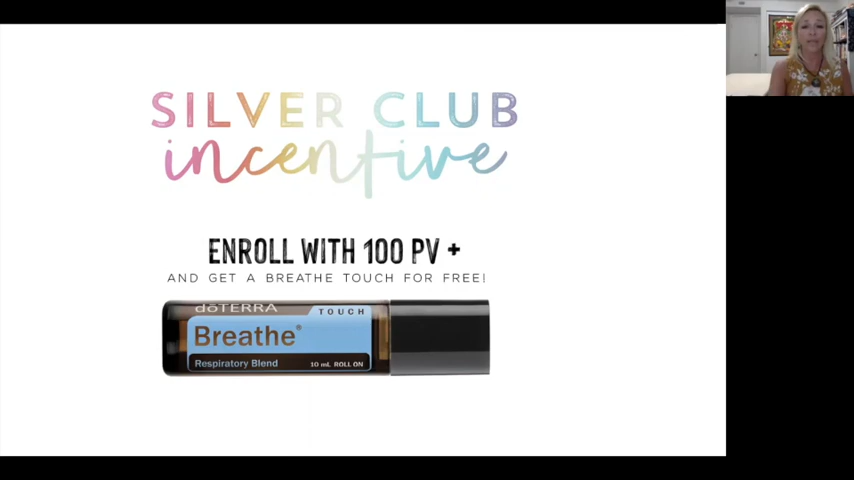 SILVER CLUB
incentive
ENROLL WITH 100 PV +
AND GET A BREATHE TOUCH FOR FREE!
dōTERRA
TOUCH
Breathe®
Respiratory Blend 10 mL ROLL ON